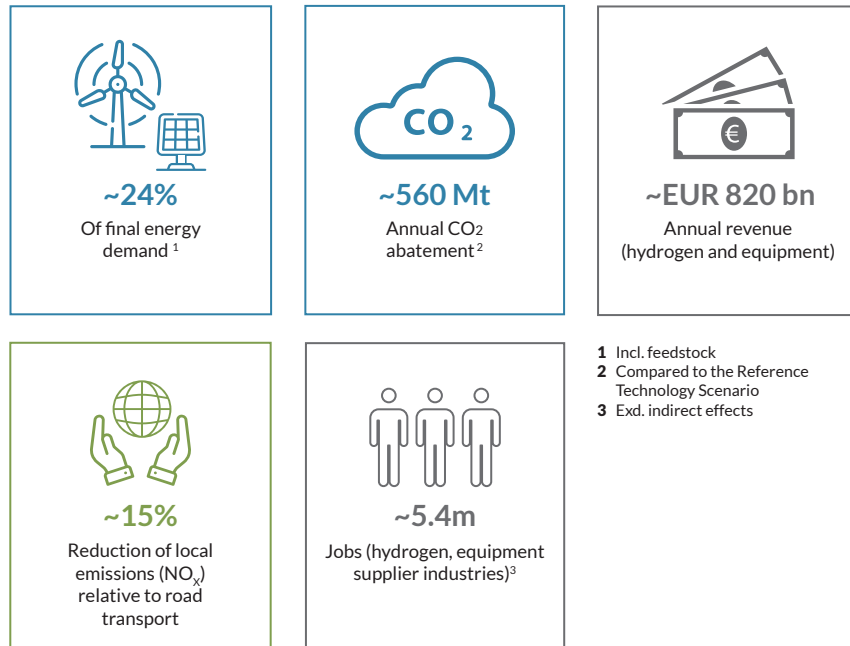 CO 2
~24%
Of final energy
demand 1
~560 Mt
Annual CO2
abatement 2
€
~EUR 820 bn
Annual revenue
(hydrogen and equipment)
~15%
Reduction of local
emissions (NOX)
relative to road
transport
~5.4m
Jobs (hydrogen, equipment
supplier industries)3
1 Incl. feedstock
2 Compared to the Reference
Technology Scenario
3 Exd. indirect effects